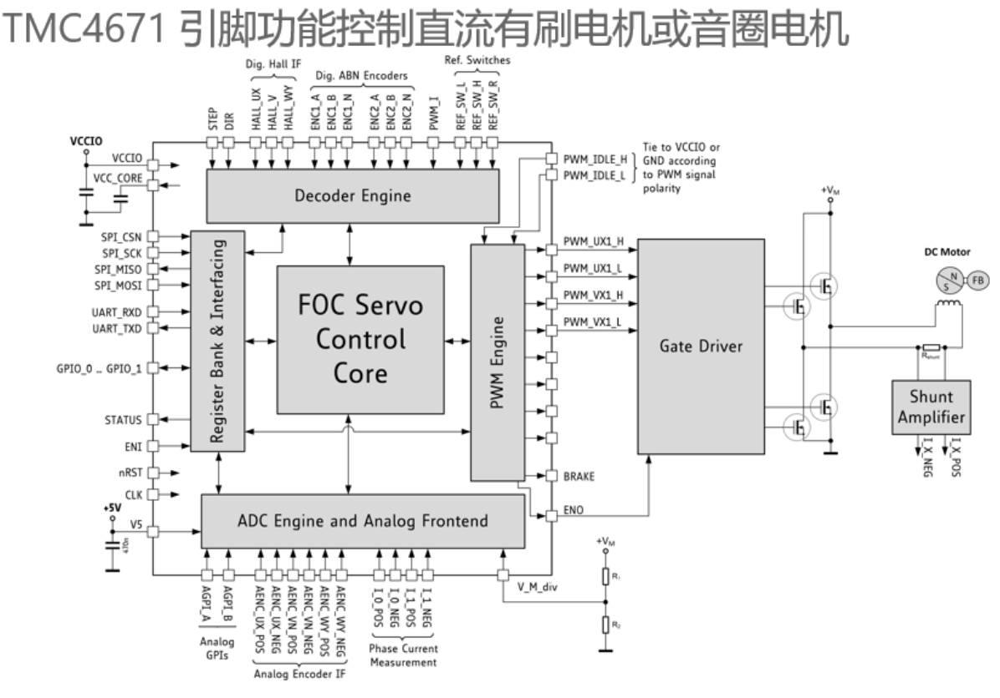 TMC4671 引脚功能控制直流有刷电机或音圈电机
Dig. Hall IF
Dig. ABN Encoders
Ref. Switches
STEP
DIR
HALL_UX
HALL_V
HALL_WY
ENC1_A
ENC1_B
ENC1_N
ENC2_A
ENC2_B
ENC2_N
PWM_I
REF_SW_L
REF_SW_H
REF_SW_R
VCCIO
VCCIO
VCC_CORE
Decoder Engine
PWM_IDLE_H
PWM_IDLE_L
Tie to VCCIO or
GND according
to PWM signal
polarity
SPI_CSN
SPI_SCK
SPI_MISO
SPI_MOSI
UART_RXD
UART_TXD
GPIO_0 .. GPIO_1
STATUS
ENI
nRST
CLK
+5V
V5
470n
Register Bank & Interfacing
FOC Servo
Control
Core
PWM Engine
PWM_UX1_H
PWM_UX1_L
PWM_VX1_H
PWM_VX1_L
BRAKE
ENO
Gate Driver
+VM
DC Motor
N
S
FB
Rshunt
Shunt
Amplifier
I_X_NEG
I_X_POS
ADC Engine and Analog Frontend
+VM
R1
R2
V_M_div
AGPI_A
AGPI_B
Analog
GPIs
AENC_UX_POS
AENC_UX_NEG
AENC_VN_POS
AENC_VN_NEG
AENC_WY_POS
AENC_WY_NEG
Analog Encoder IF
I_0_POS
I_0_NEG
I_1_POS
I_1_NEG
Phase Current
Measurement